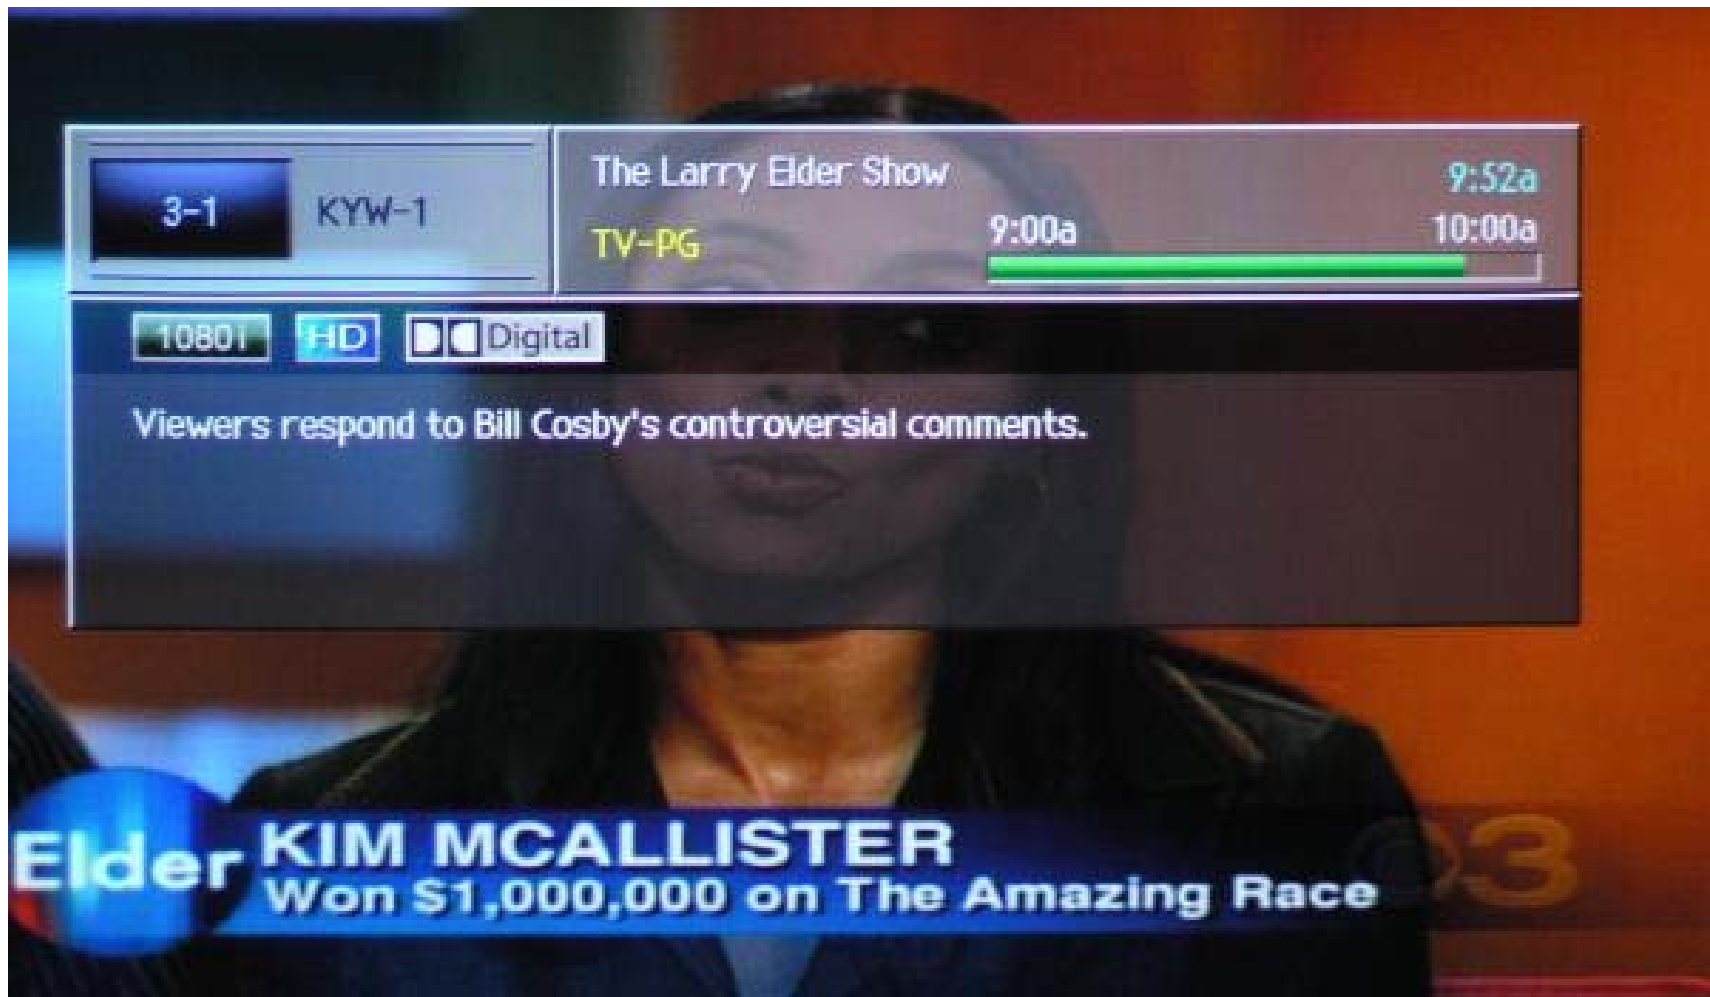 The Larry Elder Show
9:52a
3-1
KYW-1
TV-PG
9:00a
10:00a
1080i
HD
Digital
Viewers respond to Bill Cosby's controversial comments.
Elder
KIM MCALLISTER
Won $1,000,000 on The Amazing Race
3